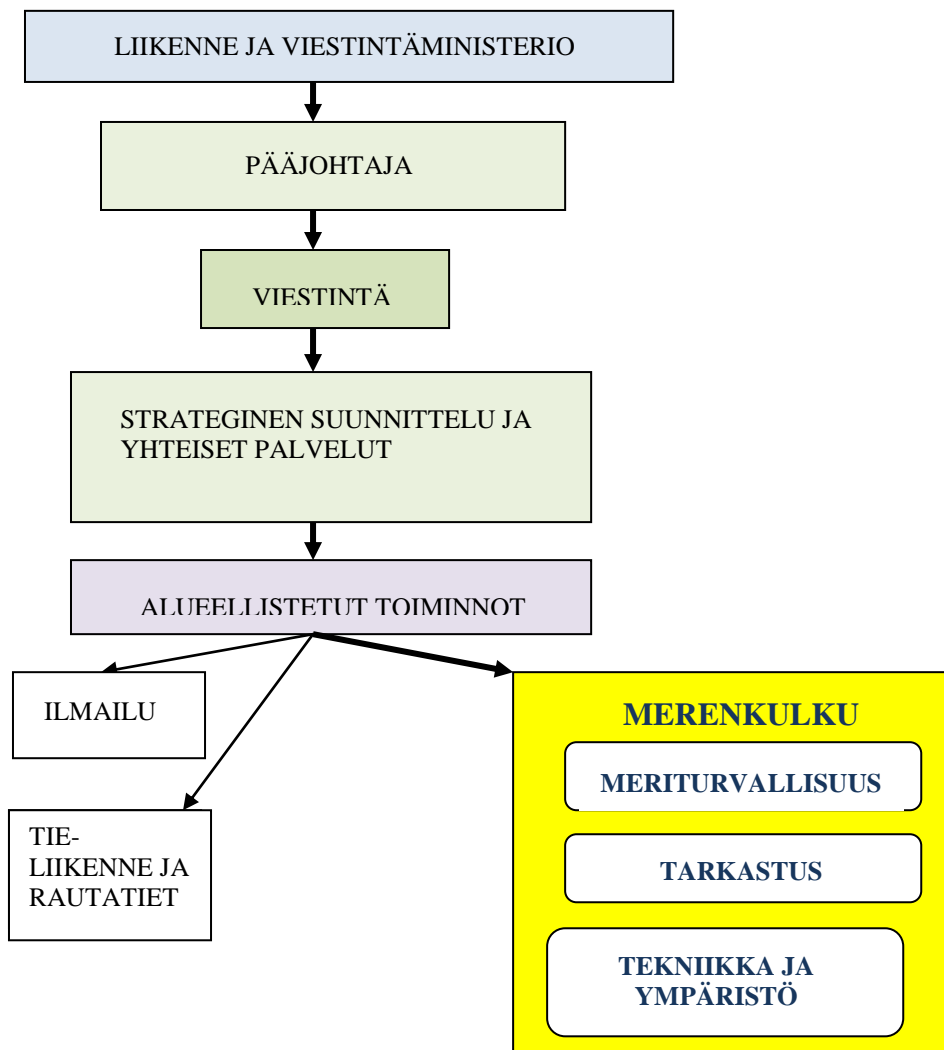 LIIKENNE JA VIESTINTÄMINISTERIO
PÄÄJOHTAJA
VIESTINTÄ
STRATEGINEN SUUNNITTELU JA
YHTEISET PALVELUT
ALUEELLISTETUT TOIMINNOT
ILMAILU
TIE-
LIIKENNE JA
RAUTATIET
MERENKULKU
MERITURVALLISUUS
TARKASTUS
TEKNIIKKA JA
YMPÄRISTÖ